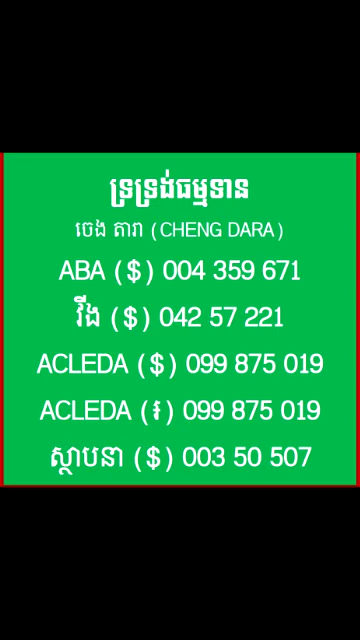 ទ្រទ្រង់ធម្មទាន
ចេង តារា (CHENG DARA)
ABA ($) 004 359 671
វីង ($) 042 57 221
ACLEDA ($) 099 875 019
ACLEDA (៛) 099 875 019
ស្ថាបនា ($) 003 50 507